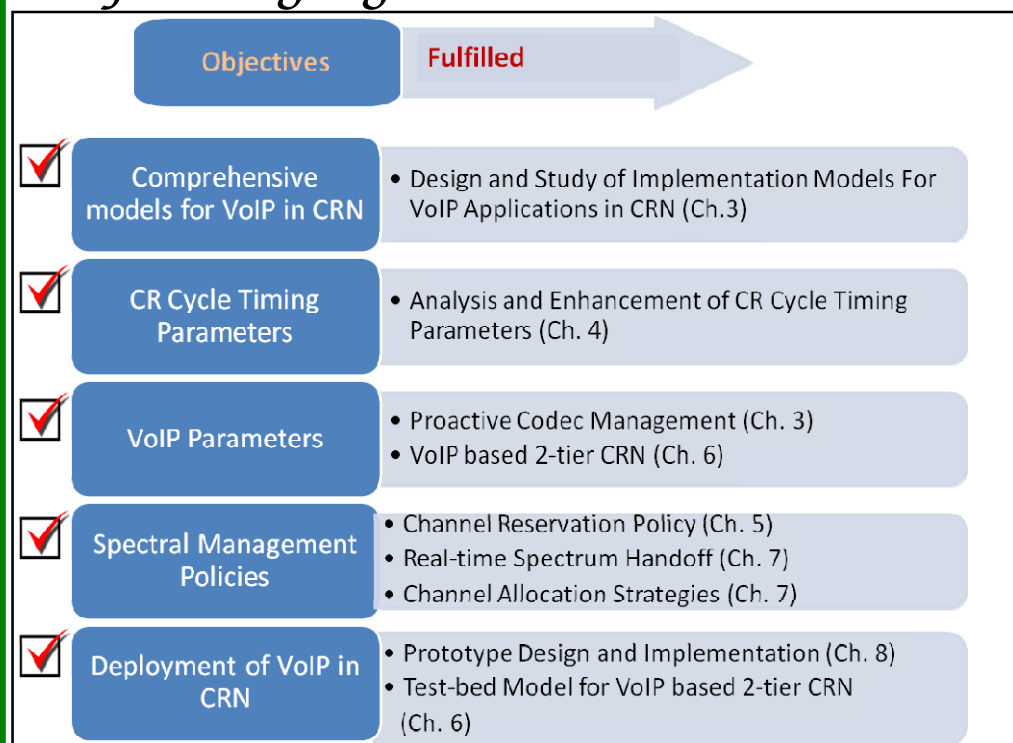 Objectives
Fulfilled
Comprehensive
models for VoIP in CRN
• Design and Study of Implementation Models For
VoIP Applications in CRN (Ch.3)
CR Cycle Timing
Parameters
• Analysis and Enhancement of CR Cycle Timing
Parameters (Ch. 4)
VoIP Parameters
• Proactive Codec Management (Ch. 3)
• VoIP based 2-tier CRN (Ch. 6)
Spectral Management
Policies
• Channel Reservation Policy (Ch. 5)
• Real-time Spectrum Handoff (Ch. 7)
• Channel Allocation Strategies (Ch. 7)
Deployment of VoIP in
CRN
• Prototype Design and Implementation (Ch. 8)
• Test-bed Model for VoIP based 2-tier CRN
(Ch. 6)